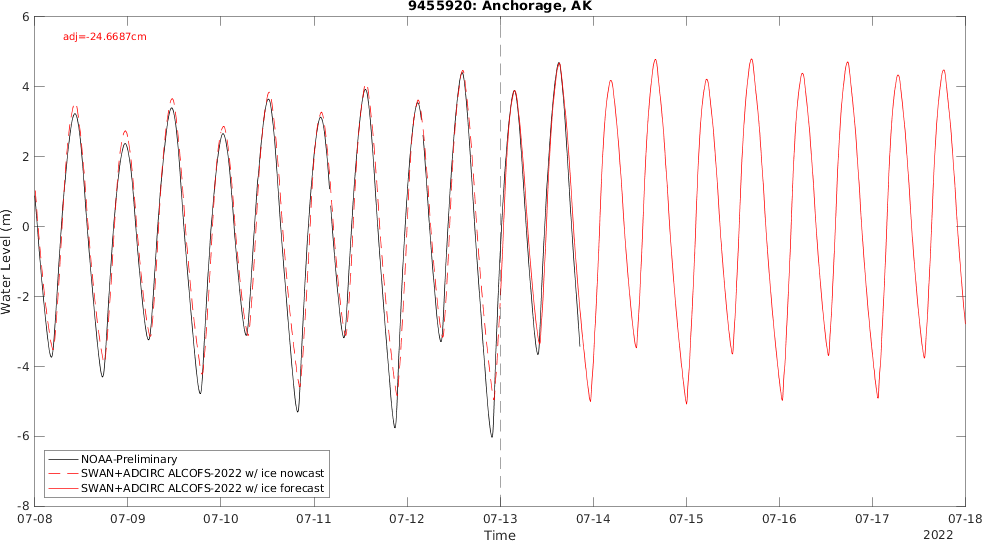 9455920: Anchorage, AK
adj=-24.6687cm
Water Level (m)
6
4
2
0
-2
-4
-6
-8
NOAA-Preliminary
SWAN+ADCIRC ALCOFS-2022 w/ ice nowcast
SWAN+ADCIRC ALCOFS-2022 w/ ice forecast
07-08 07-09 07-10 07-11 07-12 07-13 07-14 07-15 07-16 07-17 07-18
Time
2022